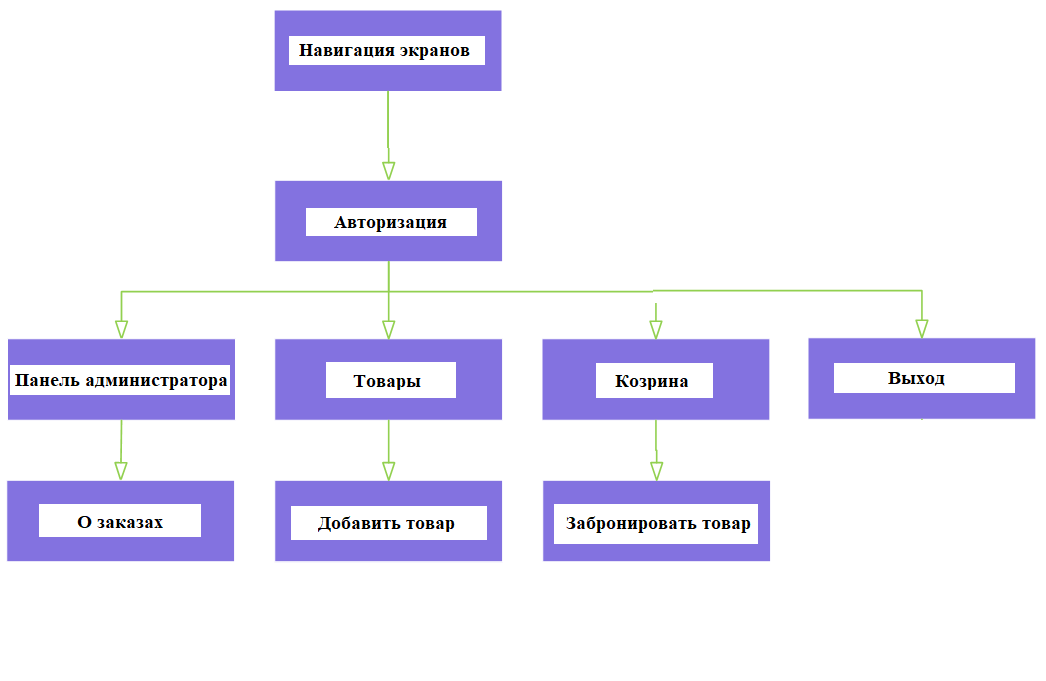 Навигация экранов
Авторизация
Панель администратора
Товары
Козрина
Выход
О заказах
Добавить товар
Забронировать товар